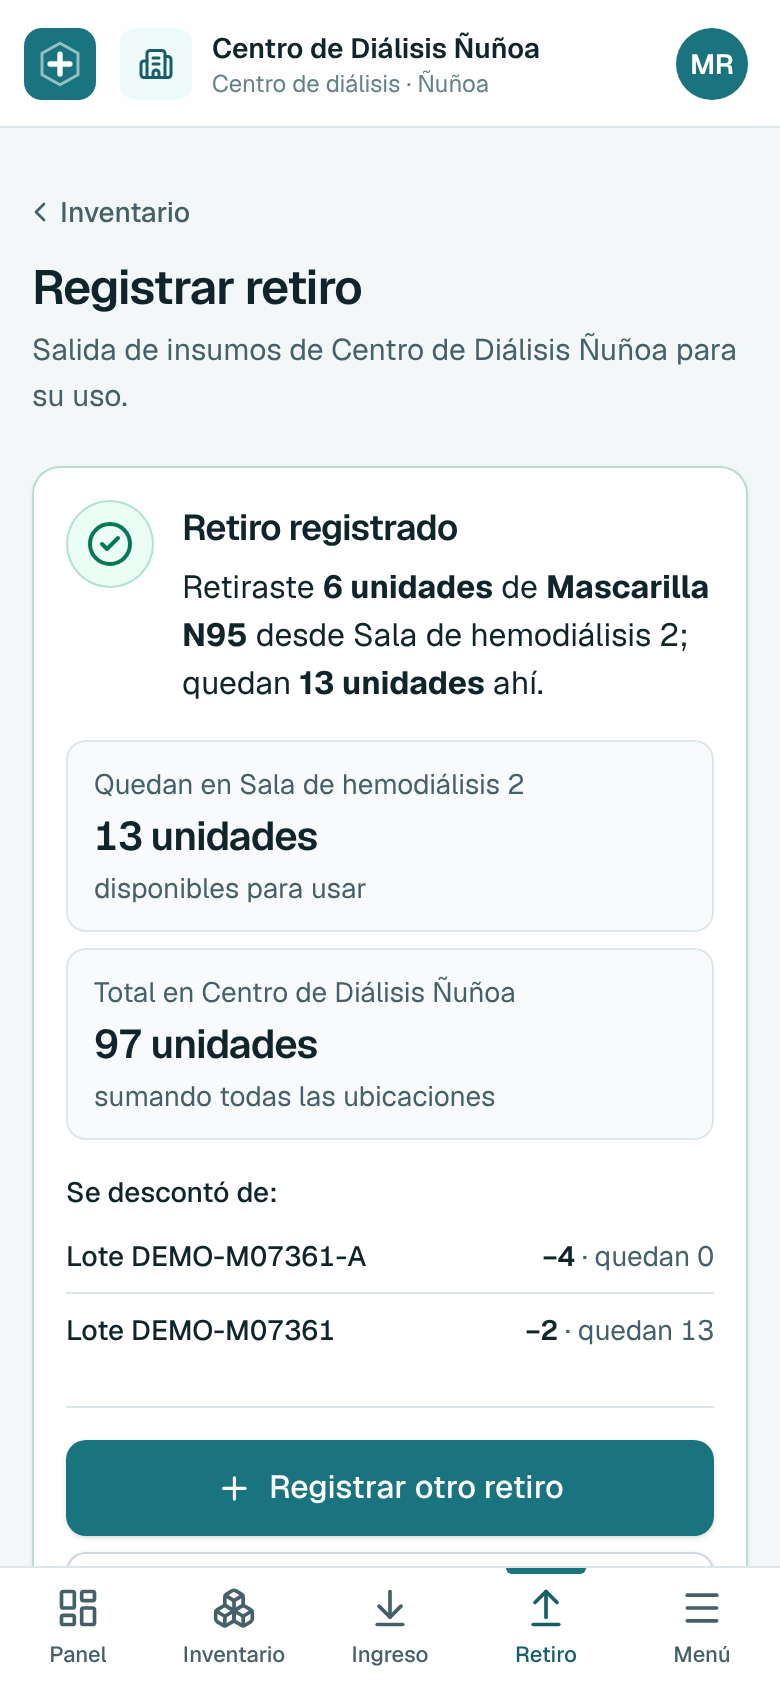 Centro de Diálisis Ñuñoa
Centro de diálisis · Ñuñoa
MR
Inventario
Registrar retiro
Salida de insumos de Centro de Diálisis Ñuñoa para
su uso.
Retiro registrado
Retiraste 6 unidades de Mascarilla
N95 desde Sala de hemodiálisis 2;
quedan 13 unidades ahí.
Quedan en Sala de hemodiálisis 2
13 unidades
disponibles para usar
Total en Centro de Diálisis Ñuñoa
97 unidades
sumando todas las ubicaciones
Se descontó de:
Lote DEMO-M07361-A −4 · quedan 0
Lote DEMO-M07361 −2 · quedan 13
Registrar otro retiro
Panel Inventario Ingreso Retiro Menú